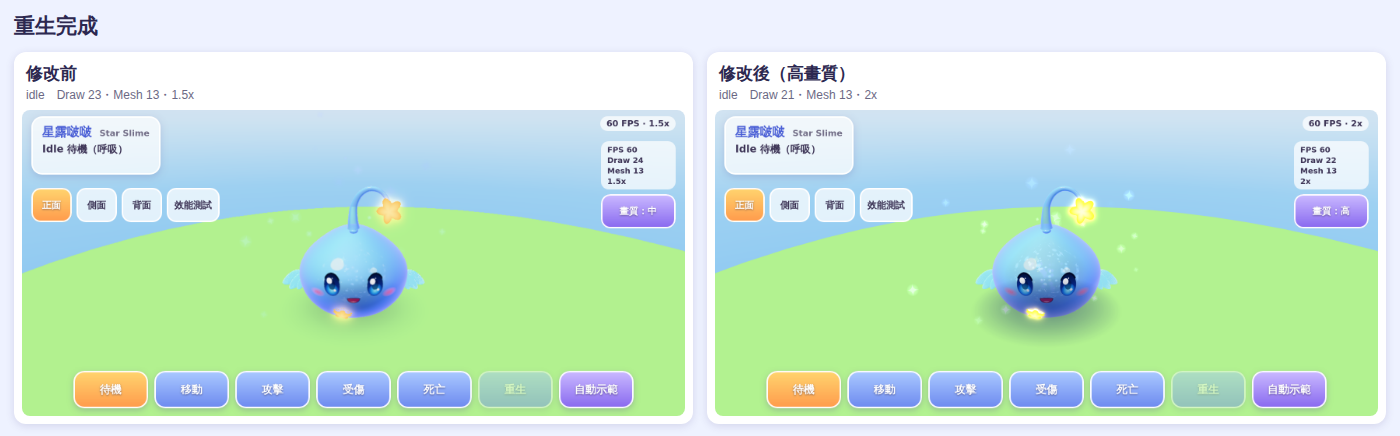 重生完成
修改前
idle Draw 23・Mesh 13・1.5x
星露啵啵 Star Slime
Idle 待機（呼吸）
60 FPS · 1.5x
FPS 60
Draw 24
Mesh 13
1.5x
正面 側面 背面 效能測試
畫質：中
待機 移動 攻擊 受傷 死亡 重生 自動示範
修改後（高畫質）
idle Draw 21・Mesh 13・2x
星露啵啵 Star Slime
Idle 待機（呼吸）
60 FPS · 2x
FPS 60
Draw 22
Mesh 13
2x
正面 側面 背面 效能測試
畫質：高
待機 移動 攻擊 受傷 死亡 重生 自動示範